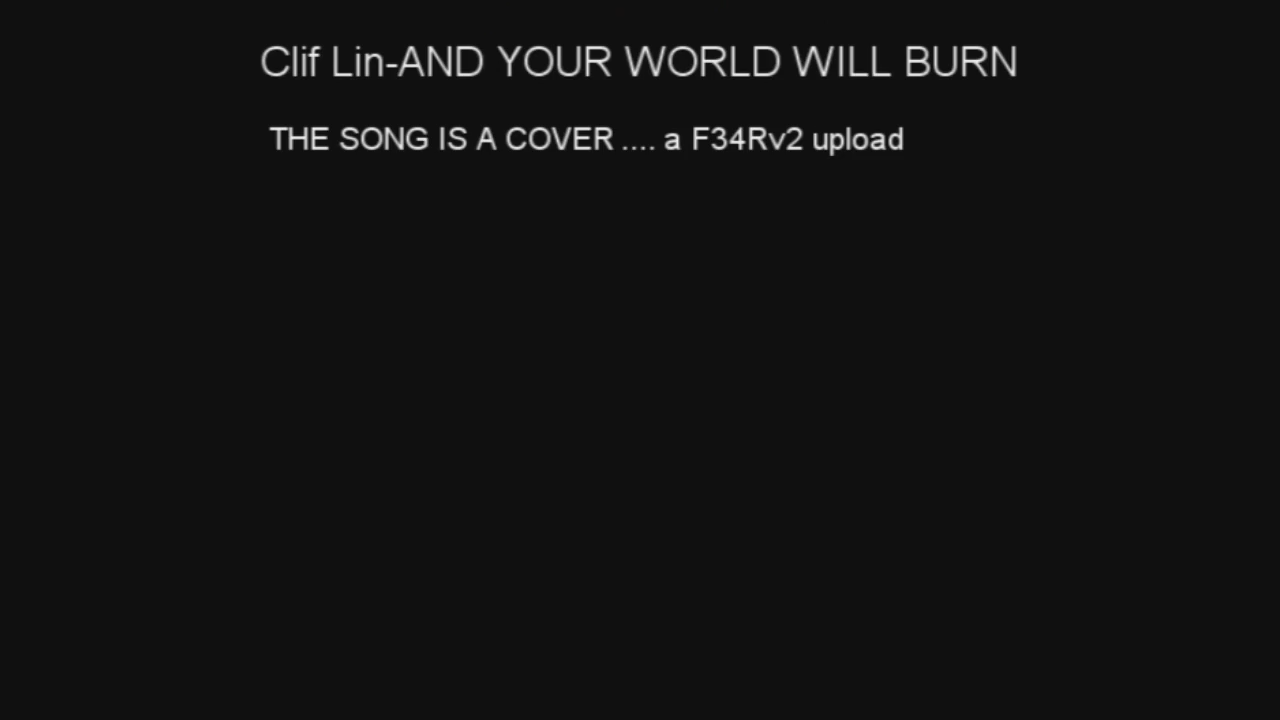 Clif Lin-AND YOUR WORLD WILL BURN
THE SONG IS A COVER .... a F34Rv2 upload